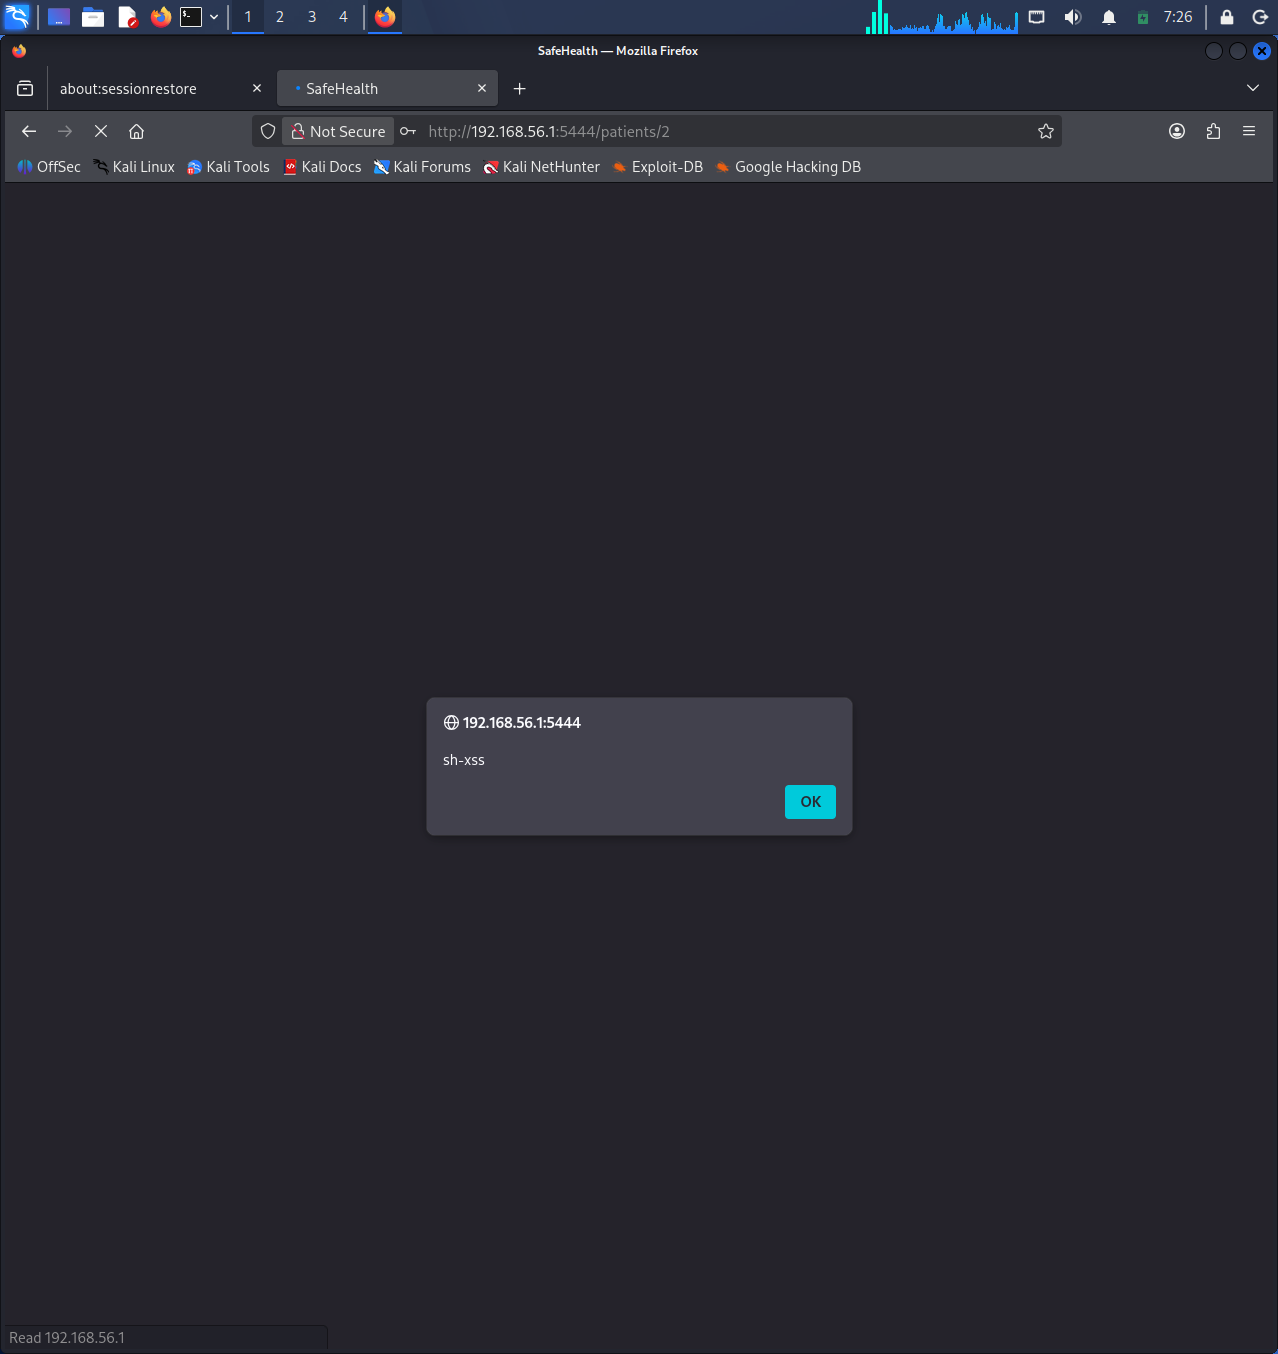 1 2 3 4 7:26
SafeHealth — Mozilla Firefox
about:sessionrestore SafeHealth
Not Secure http://192.168.56.1:5444/patients/2
OffSec Kali Linux Kali Tools Kali Docs Kali Forums Kali NetHunter Exploit-DB Google Hacking DB
192.168.56.1:5444
sh-xss
OK
Read 192.168.56.1